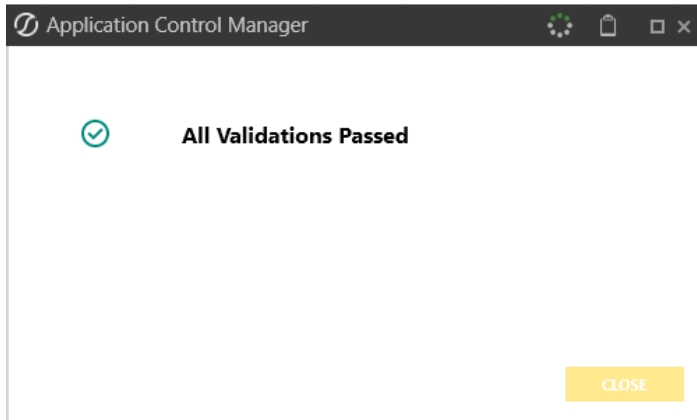 Application Control Manager
All Validations Passed
CLOSE